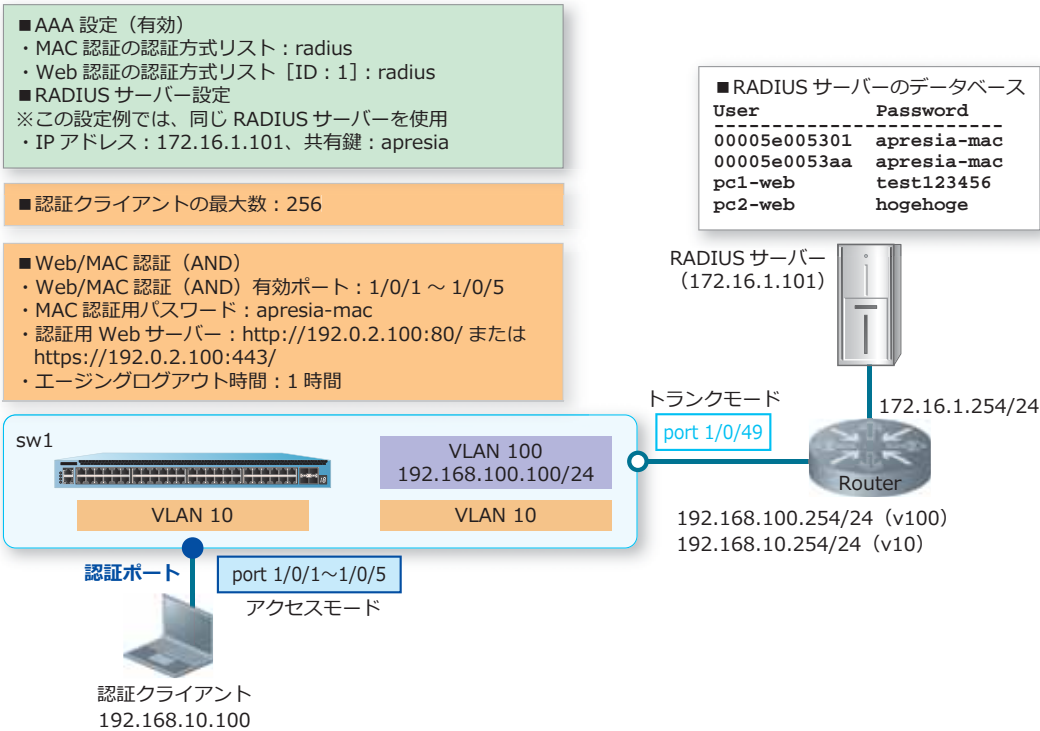 ■AAA 設定（有効）
・MAC 認証の認証方式リスト：radius
・Web 認証の認証方式リスト［ID：1］：radius
■RADIUS サーバー設定
※この設定例では、同じ RADIUS サーバーを使用
・IP アドレス：172.16.1.101、共有鍵：apresia
■認証クライアントの最大数：256
■Web/MAC 認証（AND）
・Web/MAC 認証（AND）有効ポート：1/0/1 ～ 1/0/5
・MAC 認証用パスワード：apresia-mac
・認証用 Web サーバー：http://192.0.2.100:80/ または
https://192.0.2.100:443/
・エージングログアウト時間：1 時間
■RADIUS サーバーのデータベース
User Password
-------------------------
00005e005301 apresia-mac
00005e0053aa apresia-mac
pc1-web test123456
pc2-web hogehoge
RADIUS サーバー
（172.16.1.101）
172.16.1.254/24
トランクモード
port 1/0/49
Router
192.168.100.254/24（v100）
192.168.10.254/24（v10）
sw1
VLAN 100
192.168.100.100/24
VLAN 10
VLAN 10
認証ポート
port 1/0/1～1/0/5
アクセスモード
認証クライアント
192.168.10.100